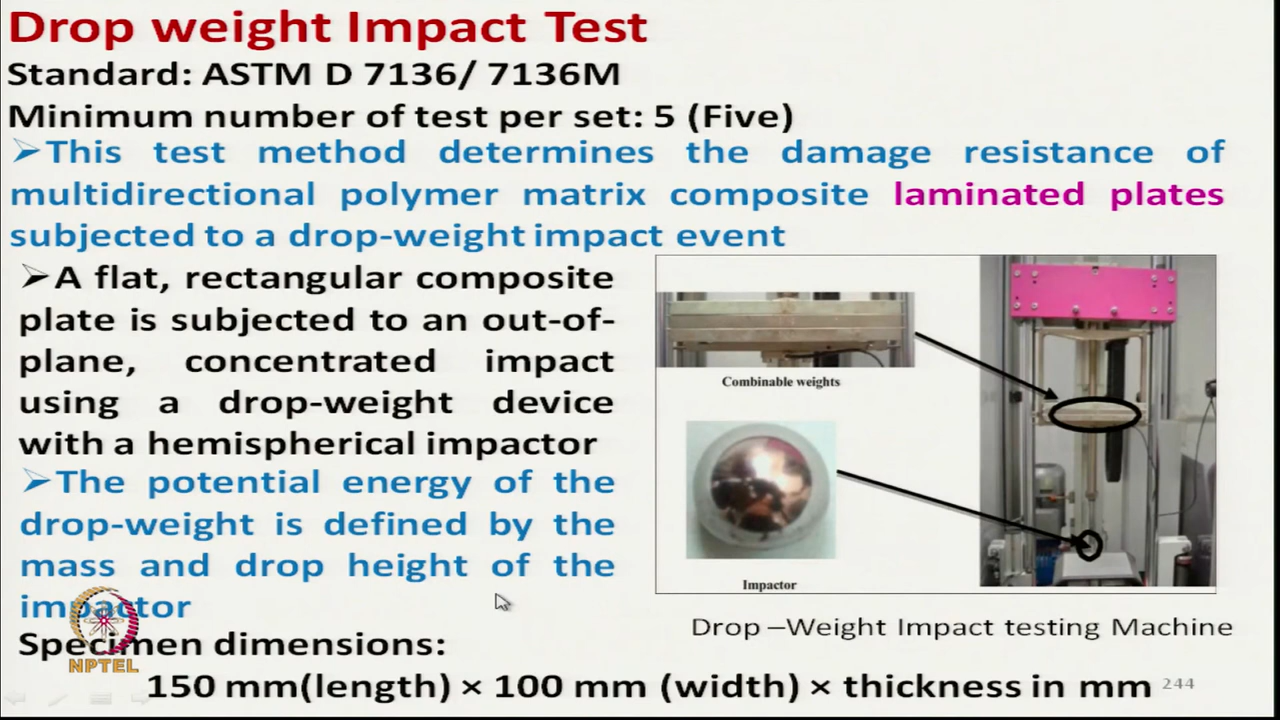 Drop weight Impact Test
Standard: ASTM D 7136/ 7136M
Minimum number of test per set: 5 (Five)
➢This test method determines the damage resistance of
multidirectional polymer matrix composite laminated plates
subjected to a drop-weight impact event
➢A flat, rectangular composite
plate is subjected to an out-of-
plane, concentrated impact
using a drop-weight device
with a hemispherical impactor
➢The potential energy of the
drop-weight is defined by the
mass and drop height of the
impactor
Combinable weights
Impactor
Drop –Weight Impact testing Machine
Specimen dimensions:
150 mm(length) × 100 mm (width) × thickness in mm
244
NPTEL